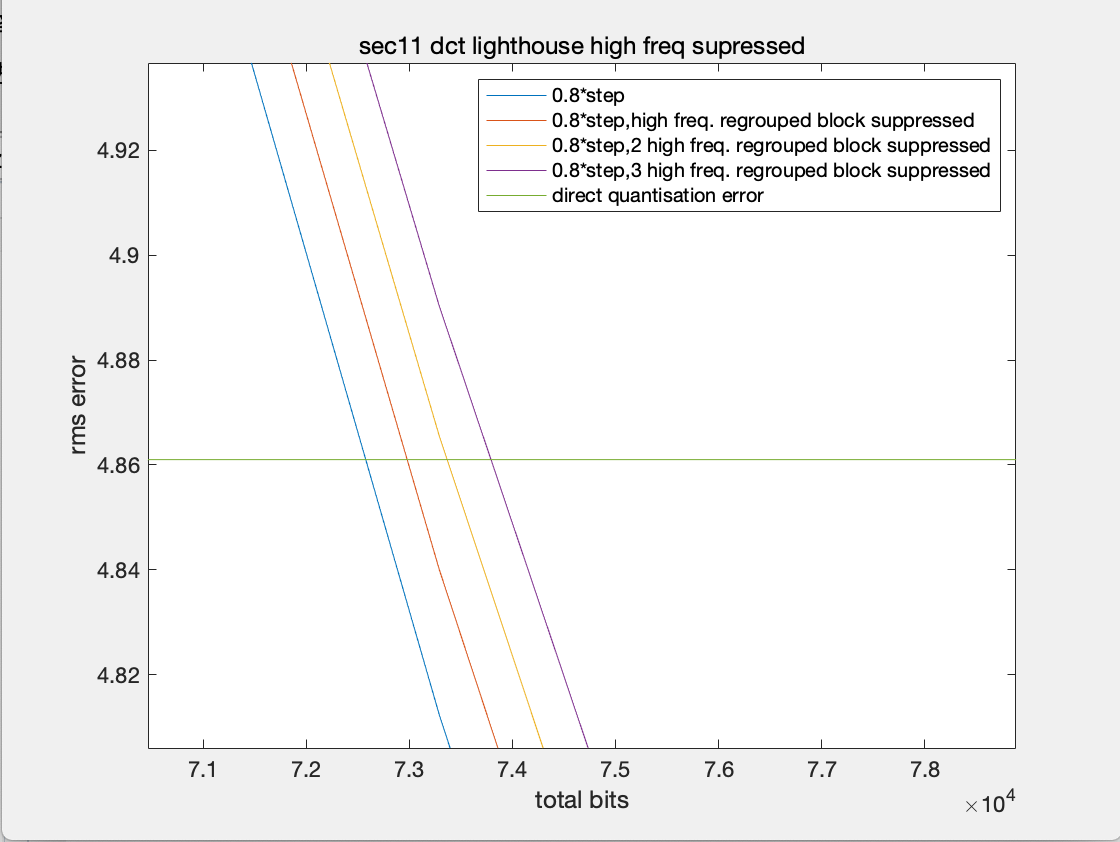 sec11 dct lighthouse high freq supressed
0.8*step
0.8*step,high freq. regrouped block suppressed
0.8*step,2 high freq. regrouped block suppressed
0.8*step,3 high freq. regrouped block suppressed
direct quantisation error
rms error
4.92
4.9
4.88
4.86
4.84
4.82
7.1 7.2 7.3 7.4 7.5 7.6 7.7 7.8
total bits
×10⁴